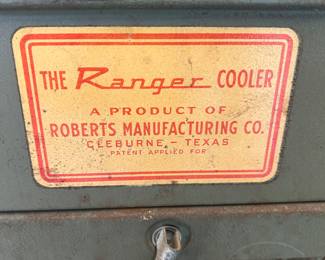 THE Ranger COOLER
A PRODUCT OF
ROBERTS MANUFACTURING CO.
CLEBURNE - TEXAS
PATENT APPLIED FOR